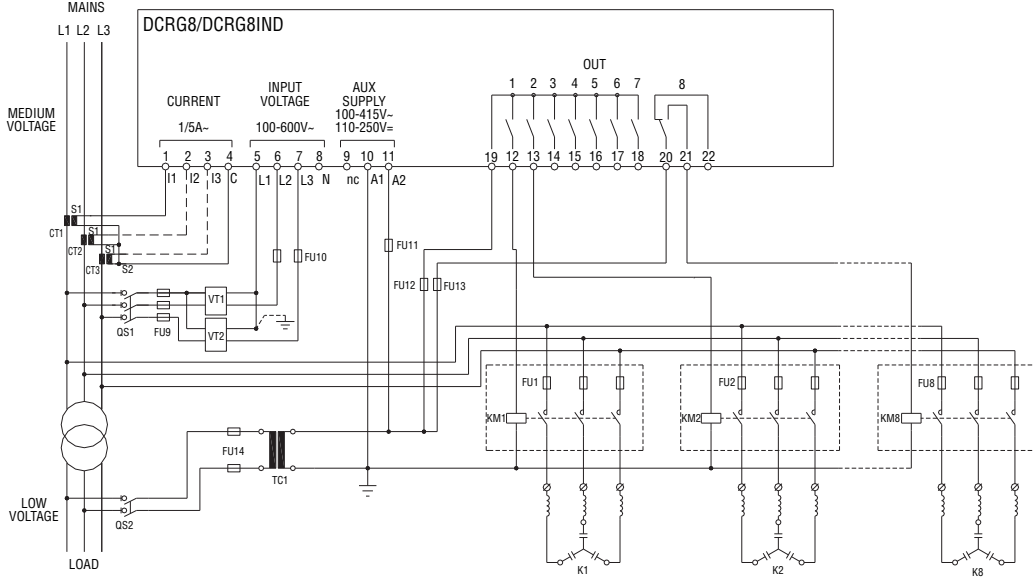 MAINS
L1 L2 L3
DCRG8/DCRG8IND
MEDIUM
VOLTAGE
CURRENT
1/5A~
INPUT
VOLTAGE
100-600V~
AUX
SUPPLY
100-415V~
110-250V=
OUT
1 2 3 4 5 6 7 8
1 2 3 4 5 6 7 8 9 10 11
19 12 13 14 15 16 17 18 20 21 22
I1 I2 I3 C L1 L2 L3 N nc A1 A2
S1
CT1
S1
CT2
S1
CT3
S2
FU10
FU11
FU12
FU13
QS1
FU9
VT1
VT2
FU1
FU2
FU8
KM1
KM2
KM8
FU14
TC1
LOW
VOLTAGE
QS2
LOAD
K1
K2
K8